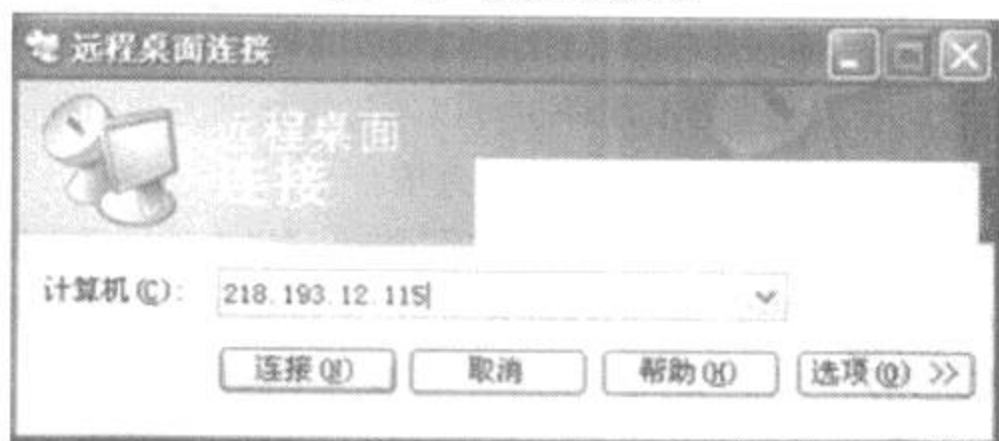 远程桌面连接
远程桌面
连接
计算机(C): 218.193.12.115
连接(N) 取消 帮助(H) 选项(O) >>